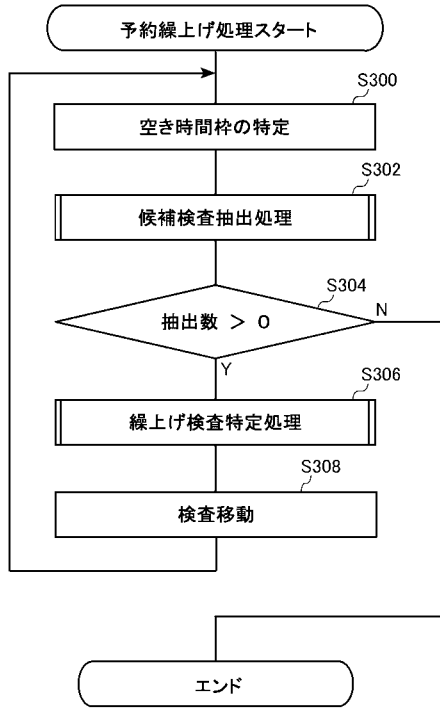 予約繰上げ処理スタート
S300
空き時間枠の特定
S302
候補検査抽出処理
S304
抽出数 > 0
N
Y
S306
繰上げ検査特定処理
S308
検査移動
エンド